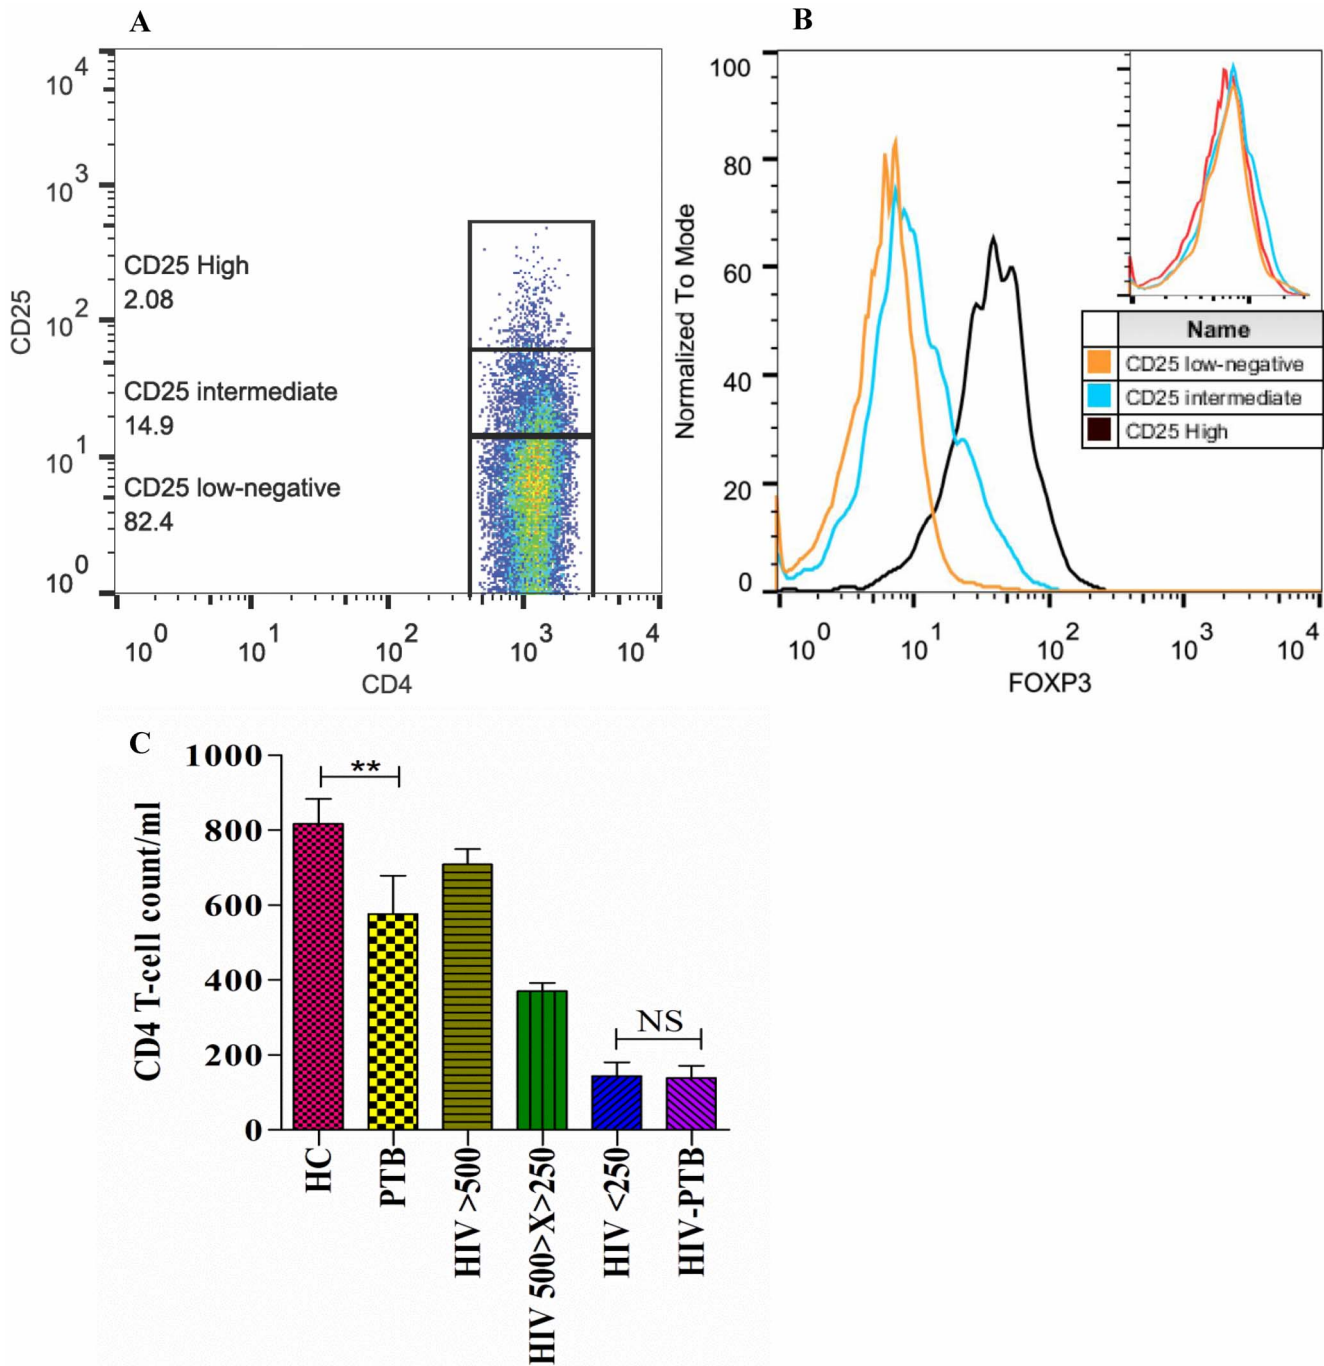 A
10^4
10^3
10^2
10^1
10^0
CD25
CD25 High
2.08
CD25 intermediate
14.9
CD25 low-negative
82.4
10^0 10^1 10^2 10^3 10^4
CD4
B
100
80
60
40
20
0
Normalized To Mode
Name
CD25 low-negative
CD25 intermediate
CD25 High
10^0 10^1 10^2 10^3 10^4
FOXP3
C
1000
800
600
400
200
0
CD4 T-cell count/ml
**
NS
HC
PTB
HIV >500
HIV 500>X>250
HIV <250
HIV-PTB